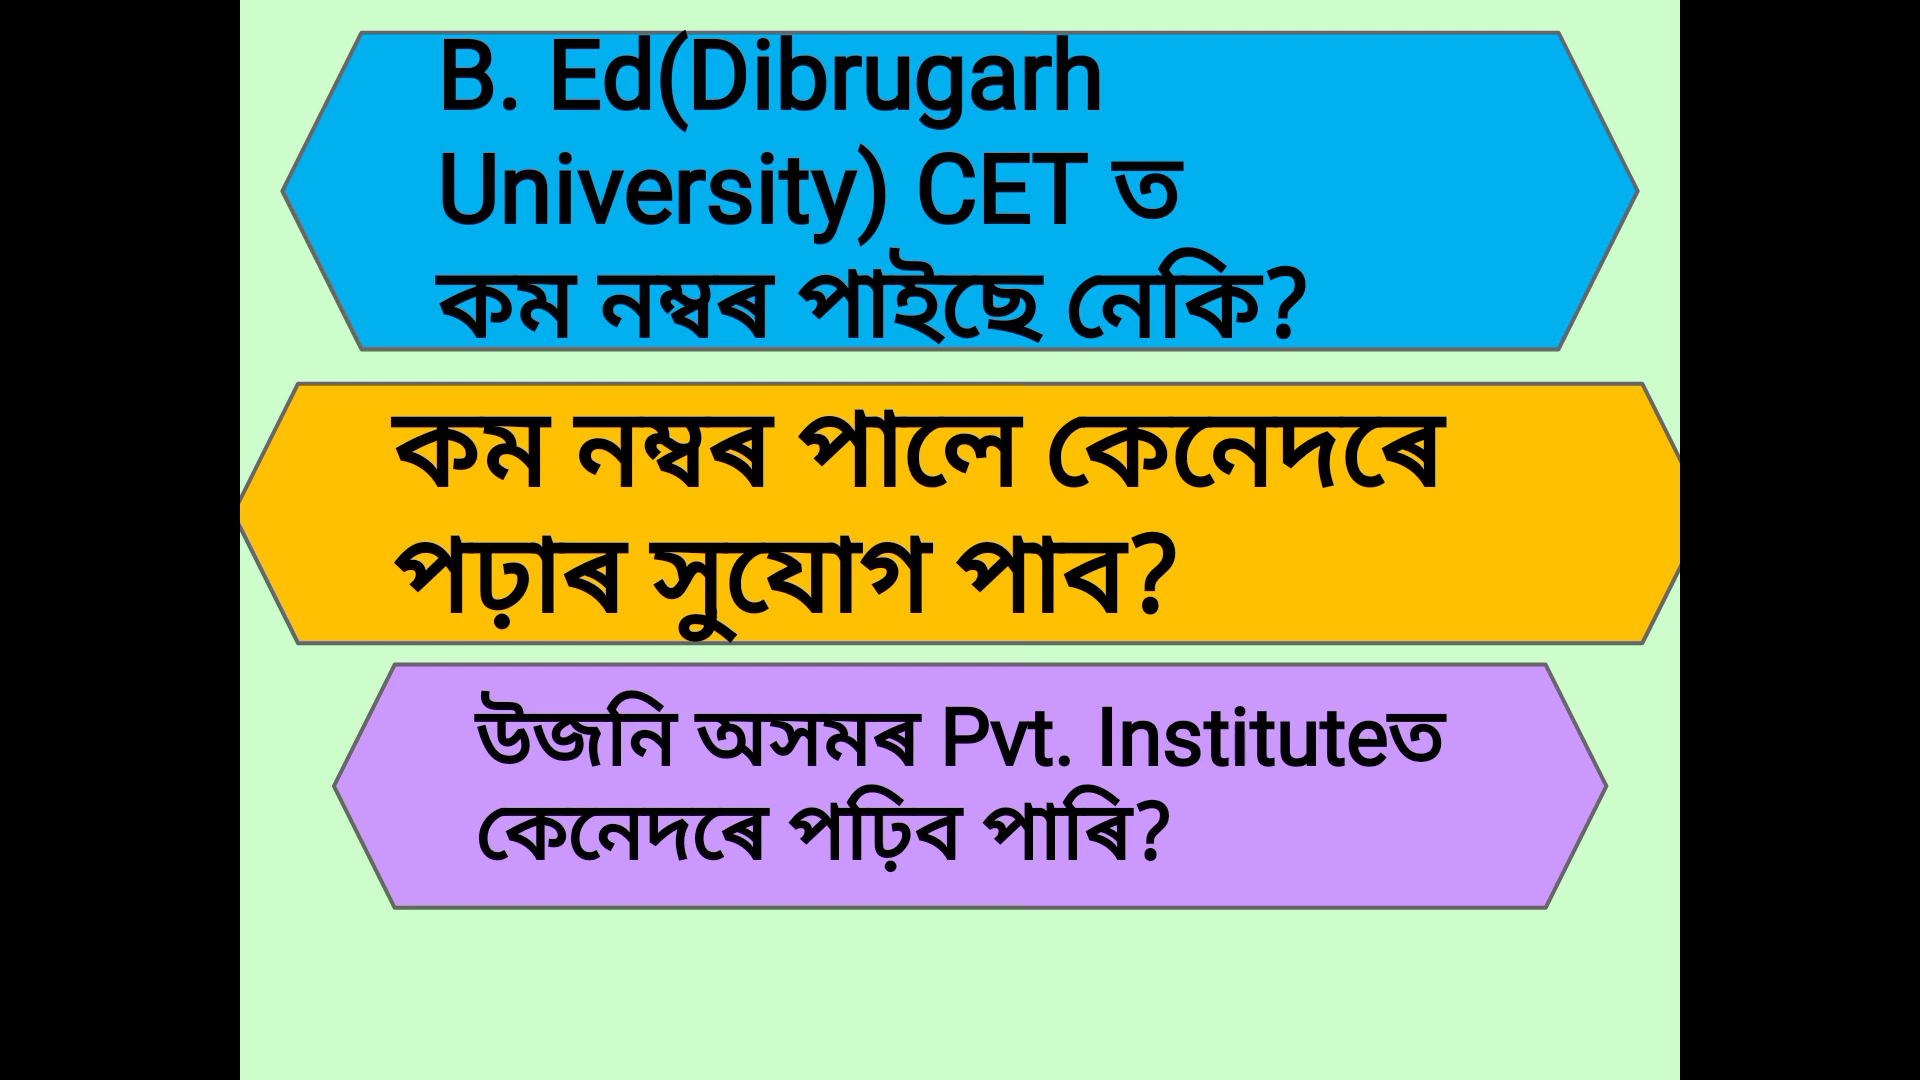 B. Ed(Dibrugarh
University) CET ত
কম নম্বৰ পাইছে নেকি?
কম নম্বৰ পালে কেনেদৰে
পঢ়াৰ সুযোগ পাব?
উজনি অসমৰ Pvt. Instituteত
কেনেদৰে পঢ়িব পাৰি?